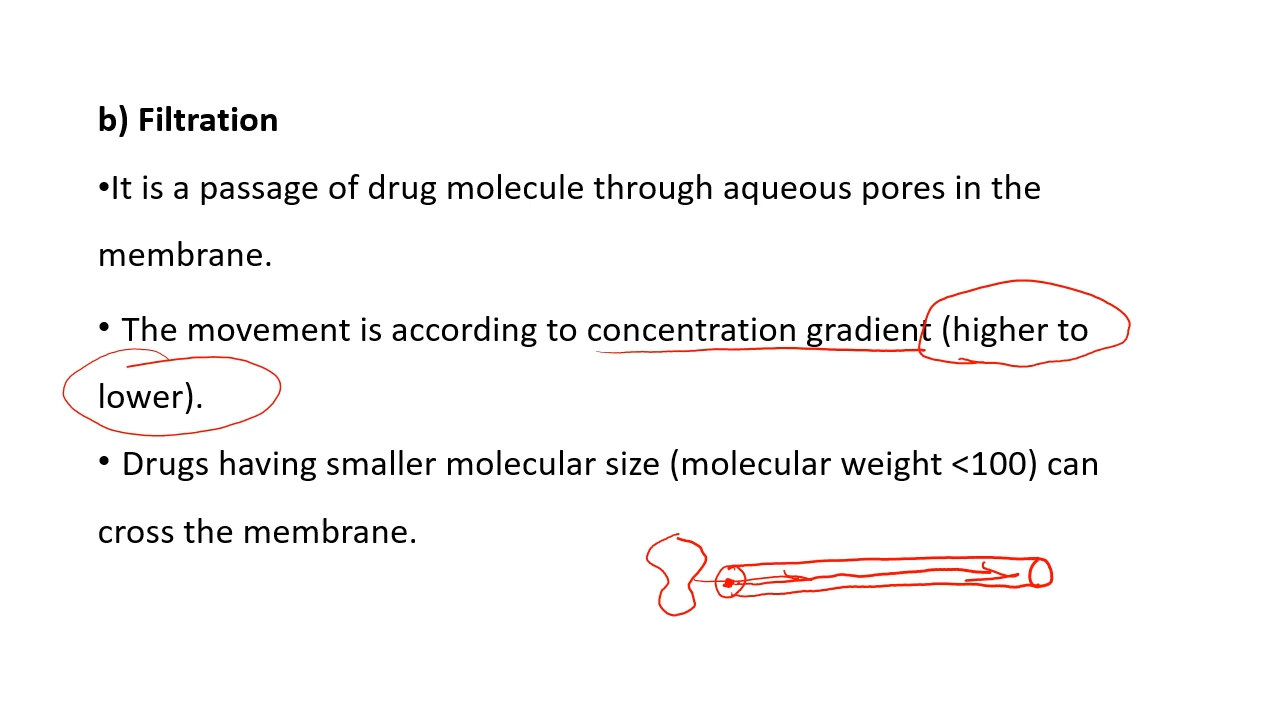 b) Filtration
•It is a passage of drug molecule through aqueous pores in the
membrane.
• The movement is according to concentration gradient (higher to
lower).
• Drugs having smaller molecular size (molecular weight <100) can
cross the membrane.